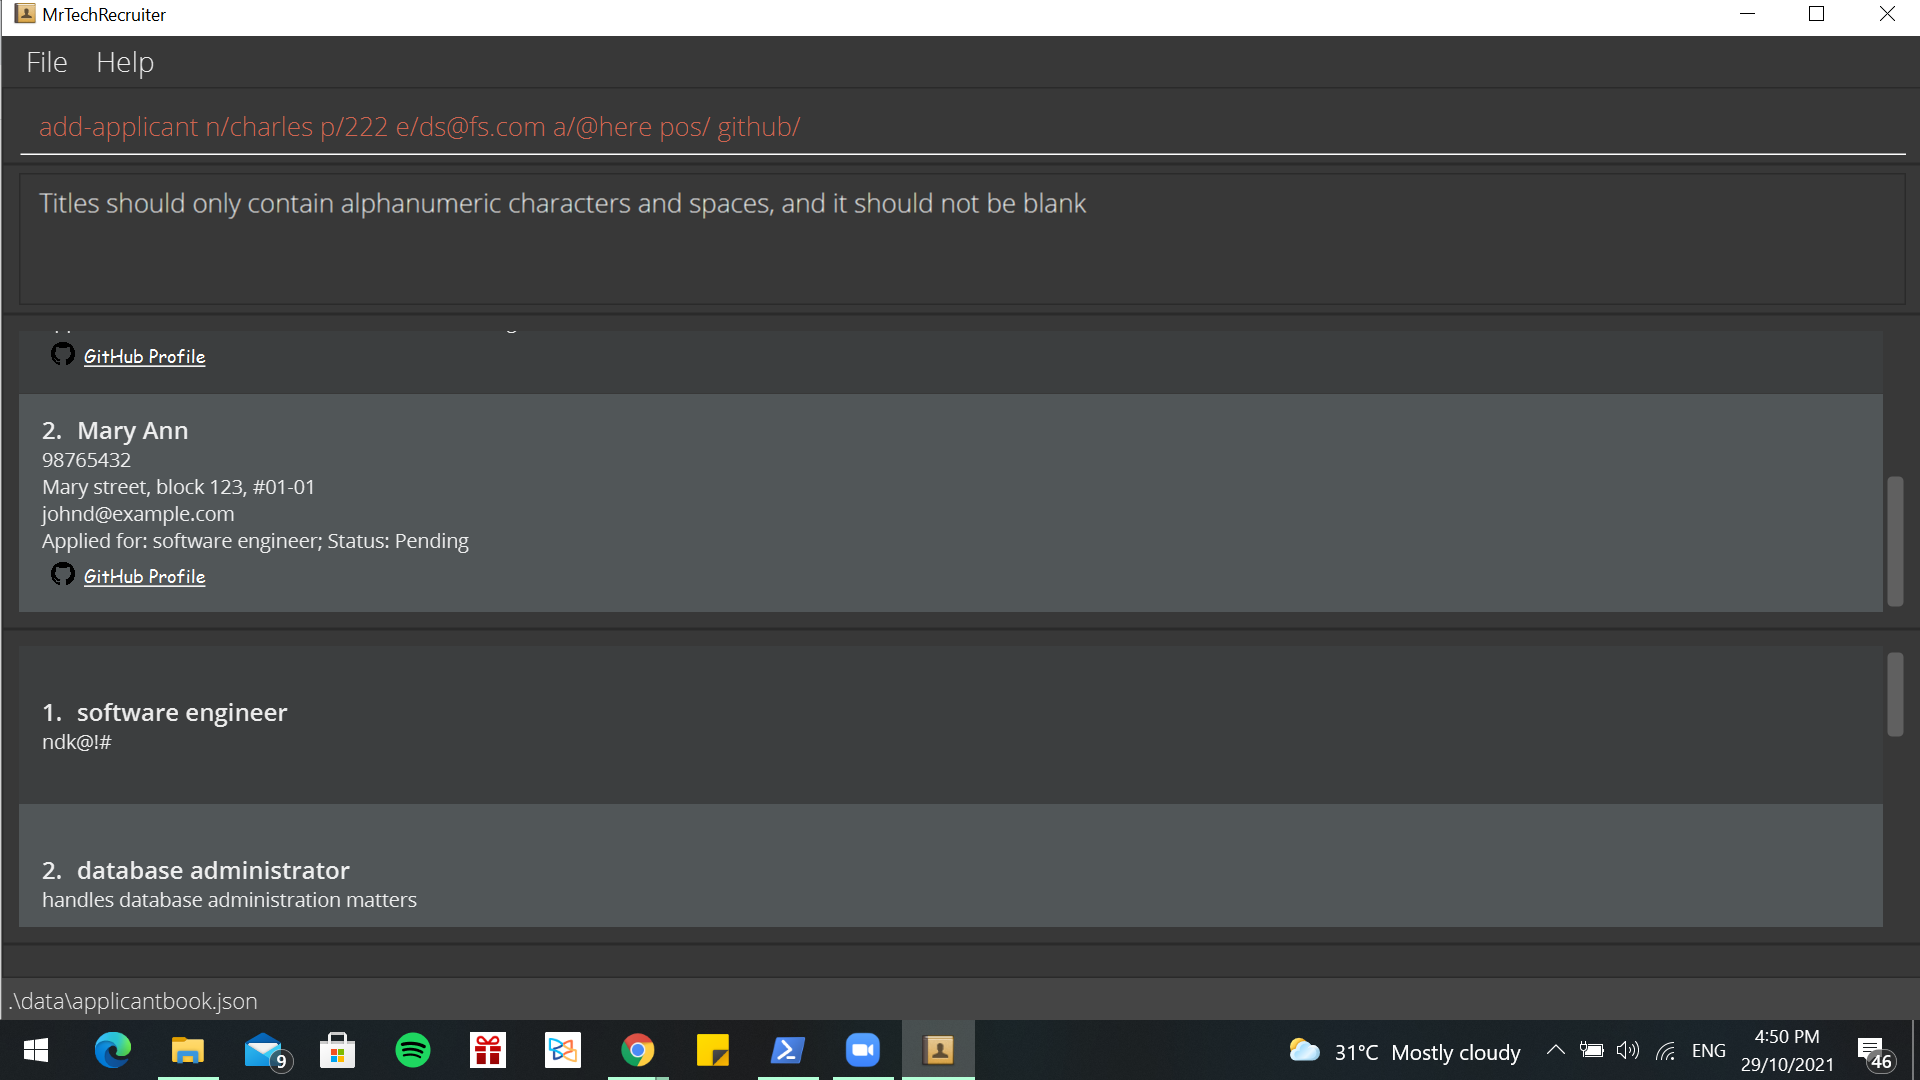 MrTechRecruiter
File Help
add-applicant n/charles p/222 e/ds@fs.com a/@here pos/ github/
Titles should only contain alphanumeric characters and spaces, and it should not be blank
GitHub Profile
2. Mary Ann
98765432
Mary street, block 123, #01-01
johnd@example.com
Applied for: software engineer; Status: Pending
GitHub Profile
1. software engineer
ndk@!#
2. database administrator
handles database administration matters
.\data\applicantbook.json
9
31°C Mostly cloudy
ENG
4:50 PM
29/10/2021
46